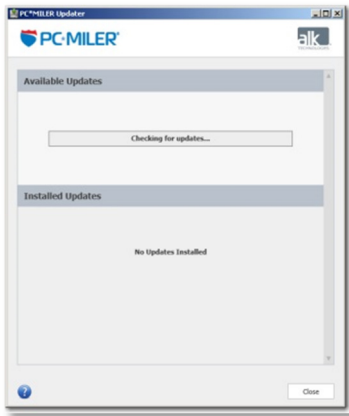 PC*MILER Updater
PC·MILER®
alk
Available Updates
Checking for updates...
Installed Updates
No Updates Installed
?
Close